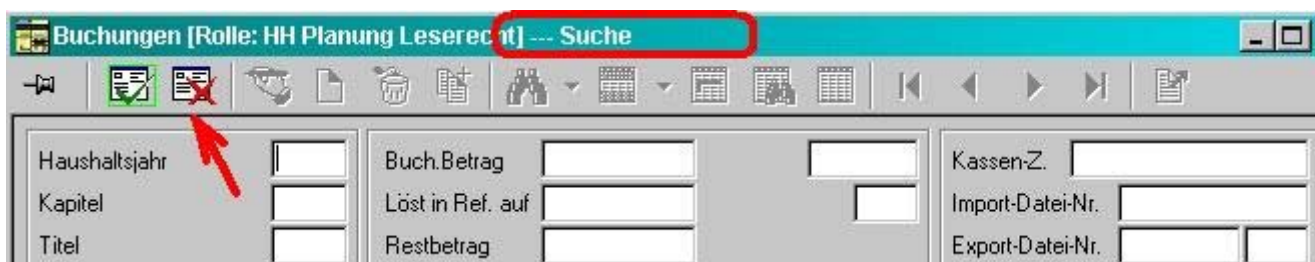 Buchungen [Rolle: HH Planung Leserecht] --- Suche
Haushaltsjahr Buch.Betrag Kassen-Z.
Kapitel Löst in Ref. auf Import-Datei-Nr.
Titel Restbetrag Export-Datei-Nr.